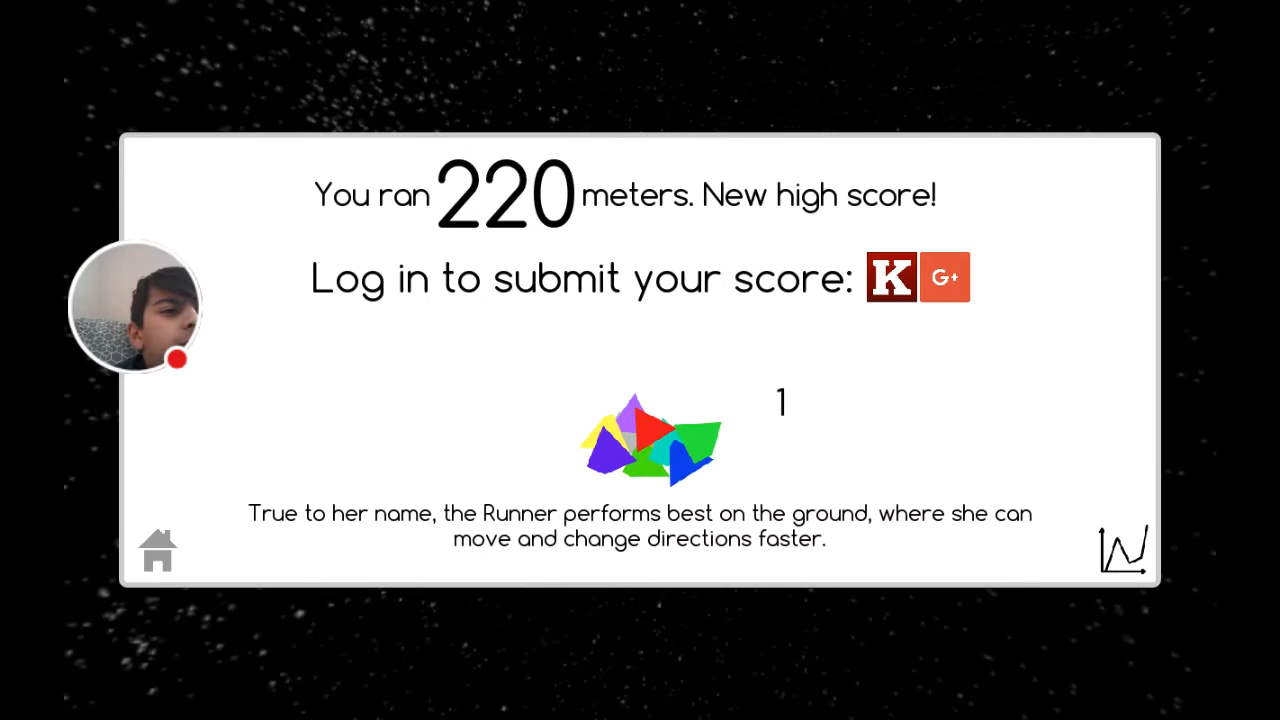 You ran 220 meters. New high score!
Log in to submit your score: K G+
1
True to her name, the Runner performs best on the ground, where she can
move and change directions faster.